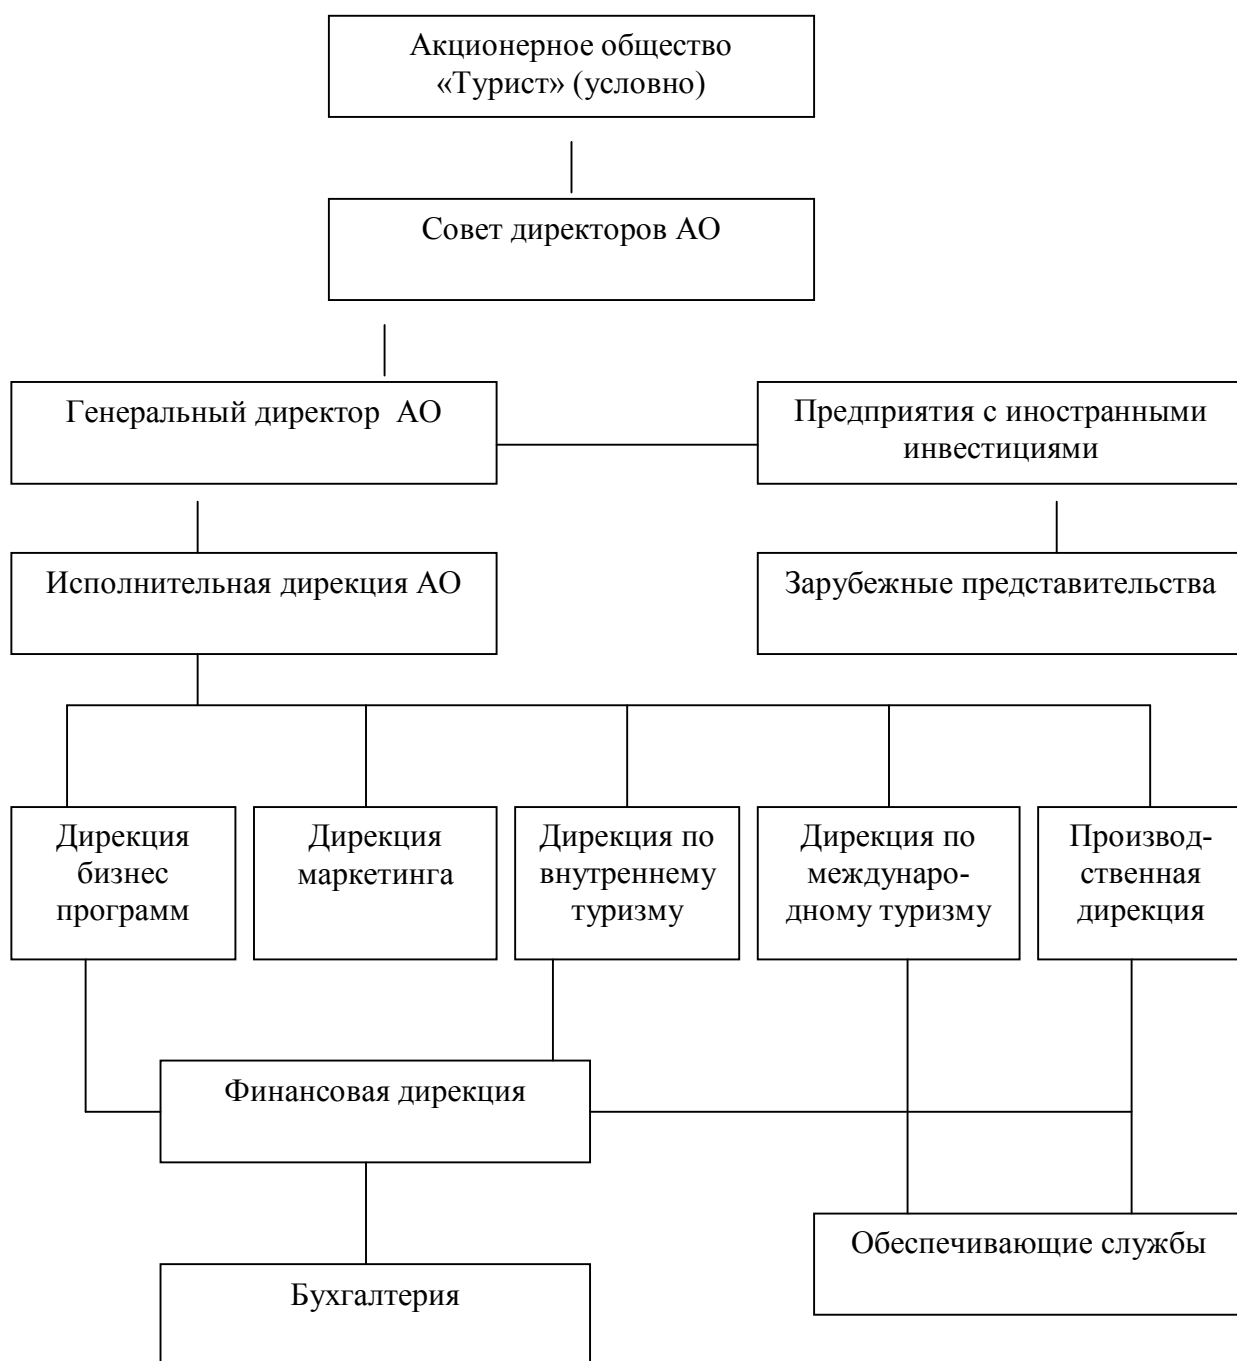 Акционерное общество
«Турист» (условно)
Совет директоров АО
Генеральный директор АО
Предприятия с иностранными
инвестициями
Исполнительная дирекция АО
Зарубежные представительства
Дирекция
бизнес
программ
Дирекция
маркетинга
Дирекция по
внутреннему
туризму
Дирекция по
междунаро-
дному туризму
Производ-
ственная
дирекция
Финансовая дирекция
Обеспечивающие службы
Бухгалтерия